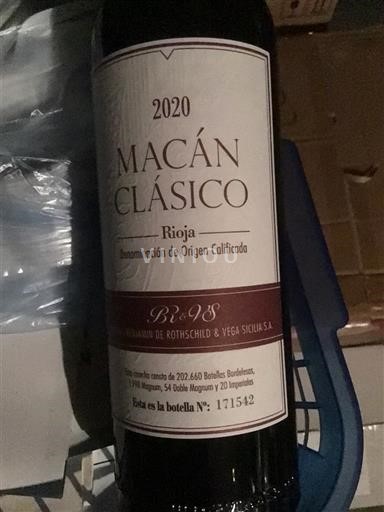 2020
MACÁN
CLÁSICO
Rioja
Denominación de Origen Calificada
VINIOU
BR&VS
BENJAMIN DE ROTHSCHILD & VEGA SICILIA S.A.
cosecha consta de 202.660 Botellas Bordelesas,
1.998 Magnum, 54 Doble Magnum y 20 Imperiales
Esta es la botella Nº: 171542